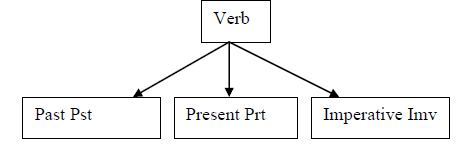 Verb
Past Pst
Present Prt
Imperative Imv